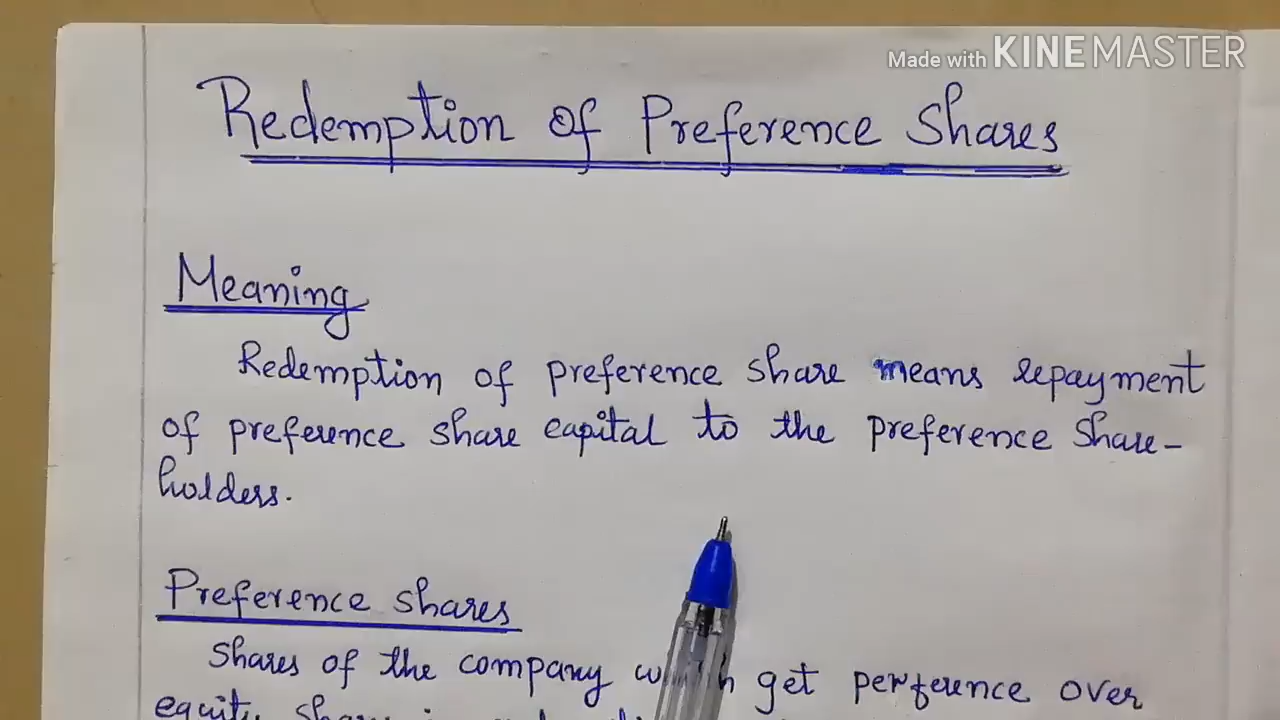 Made with KINEMASTER
Redemption of Preference Shares
Meaning
Redemption of preference share means repayment
of preference share capital to the preference share-
holders.
Preference shares
Shares of the company get perference over
equity